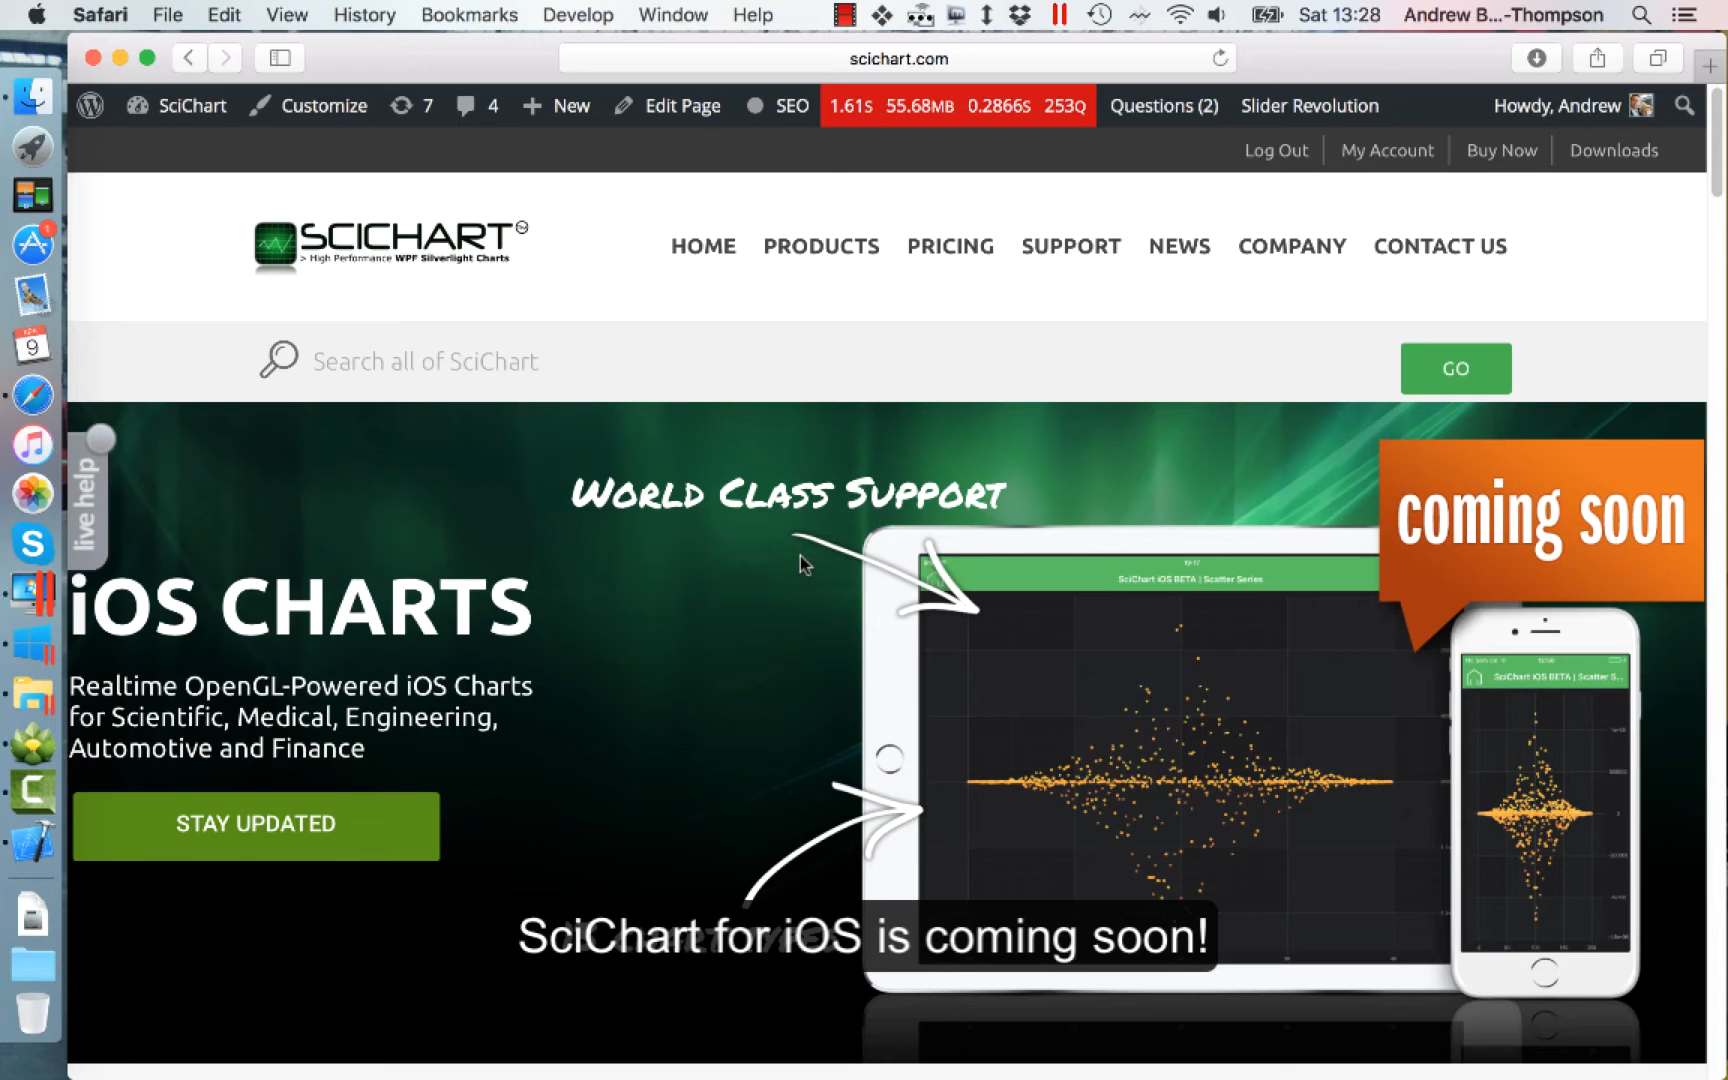 Safari File Edit View History Bookmarks Develop Window Help Sat 13:28 Andrew B...-Thompson
scichart.com
SciChart Customize 7 4 New Edit Page SEO 1.61s 55.68MB 0.2866s 253Q Questions (2) Slider Revolution Howdy, Andrew
Log Out My Account Buy Now Downloads
SCICHART
> High Performance WPF Silverlight Charts
HOME PRODUCTS PRICING SUPPORT NEWS COMPANY CONTACT US
Search all of SciChart
GO
live help
World Class Support
coming soon
iOS CHARTS
Realtime OpenGL-Powered iOS Charts
for Scientific, Medical, Engineering,
Automotive and Finance
STAY UPDATED
SciChart iOS BETA | Scatter Series
SciChart iOS BETA | Scatter S...
SciChart for iOS is coming soon!
9